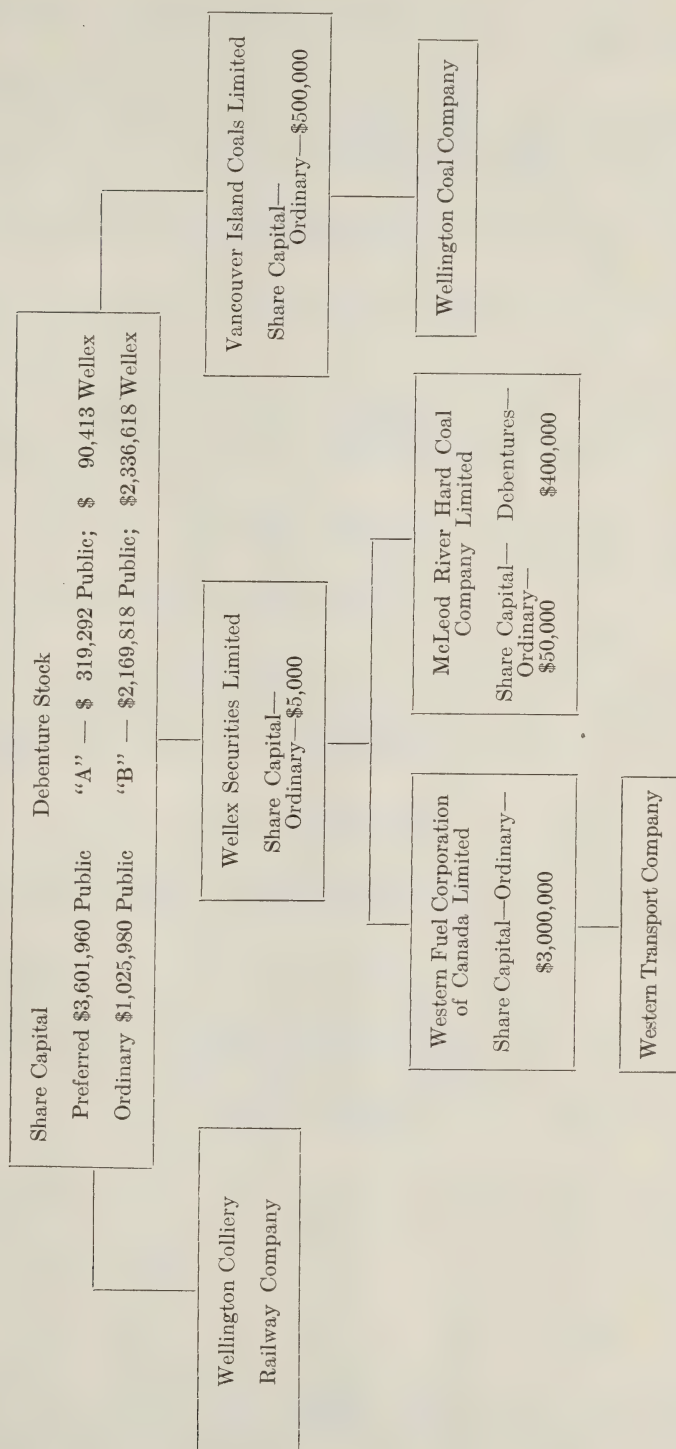 Share Capital Debenture Stock
Preferred $3,601,960 Public “A” — $ 319,292 Public; $ 90,413 Wellex
Ordinary $1,025,980 Public “B” — $2,169,818 Public; $2,336,618 Wellex
Wellington Colliery
Railway Company
Wellex Securities Limited
Share Capital—
Ordinary—$5,000
Vancouver Island Coals Limited
Share Capital—
Ordinary—$500,000
Western Fuel Corporation
of Canada Limited
Share Capital—Ordinary—
$3,000,000
McLeod River Hard Coal
Company Limited
Share Capital— Debentures—
Ordinary—
$50,000 $400,000
Wellington Coal Company
Western Transport Company